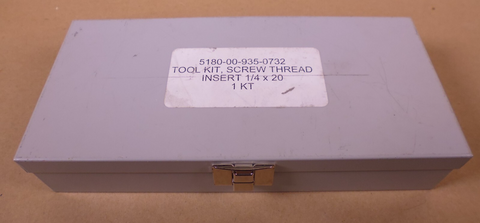 5180-00-935-0732
TOOL KIT, SCREW THREAD
INSERT 1/4 x 20
1 KT